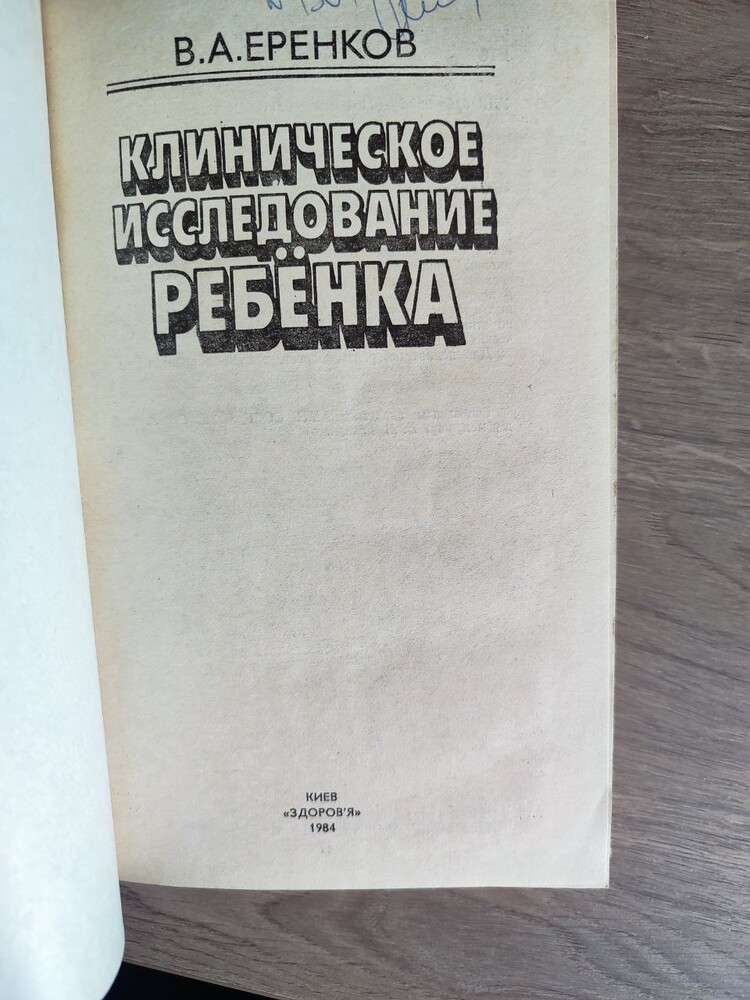 В.А.ЕРЕНКОВ
КЛИНИЧЕСКОЕ
ИССЛЕДОВАНИЕ
РЕБЁНКА
КИЕВ
«ЗДОРОВ'Я»
1984